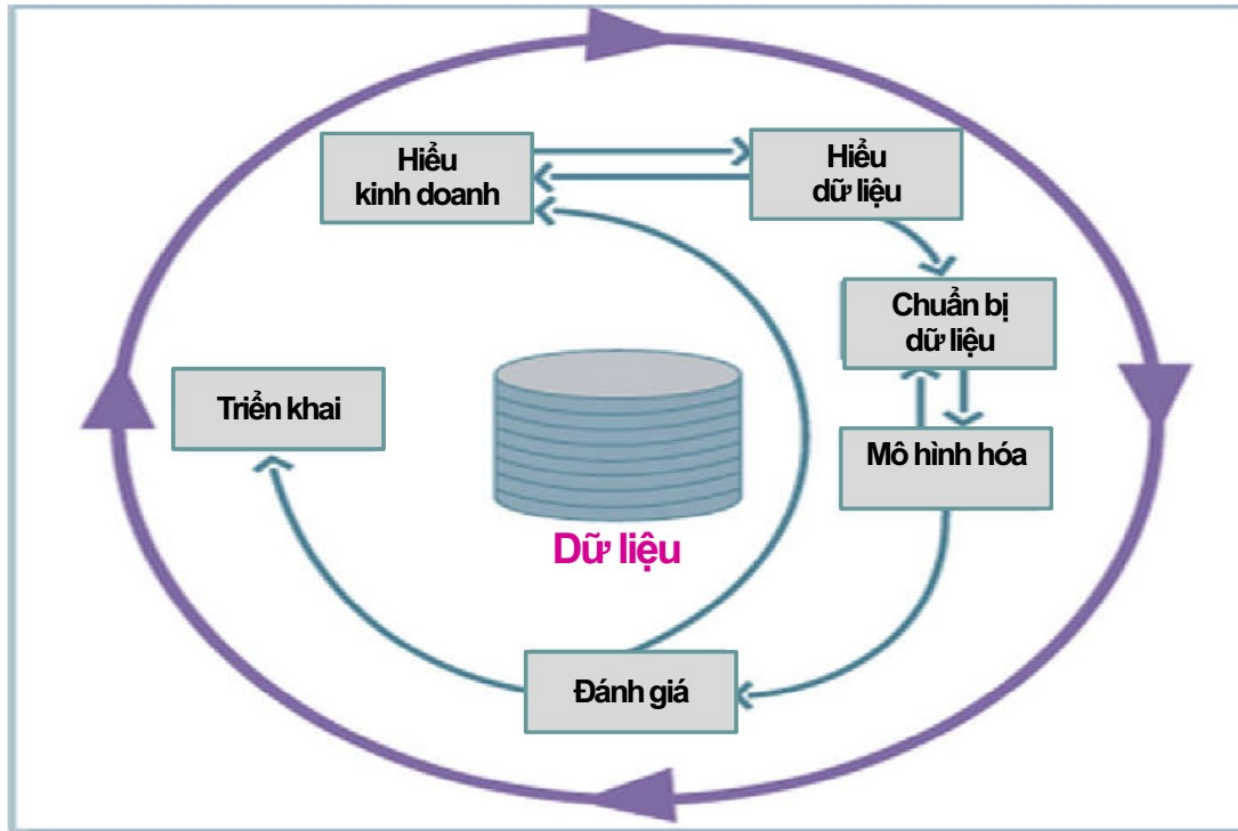 Hiểu
kinh doanh
Hiểu
dữ liệu
Chuẩn bị
dữ liệu
Triển khai
Mô hình hóa
Dữ liệu
Đánh giá